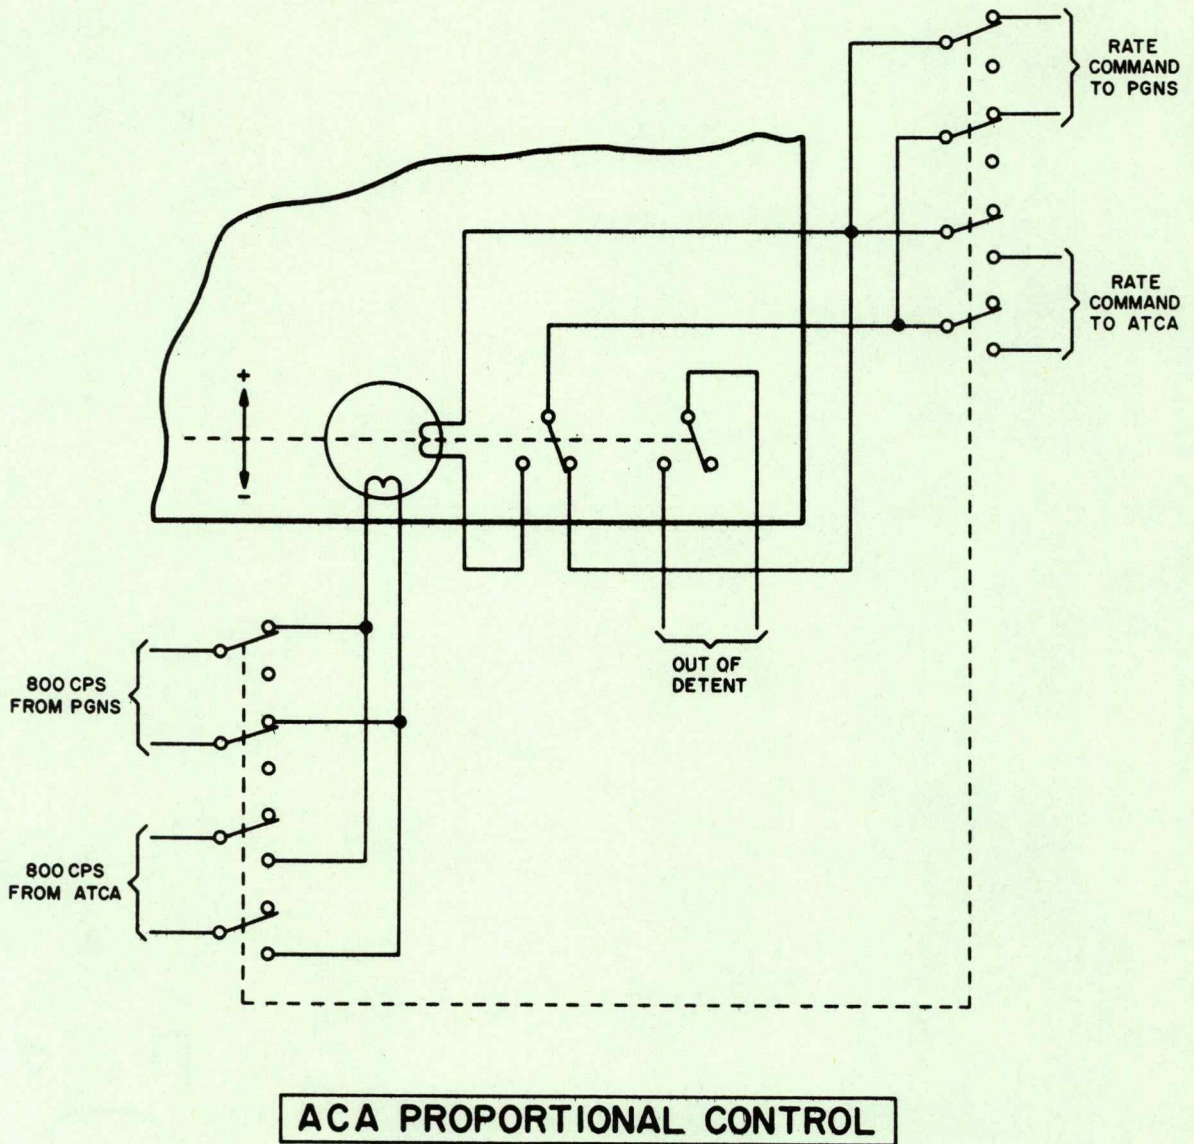 RATE
COMMAND
TO PGNS
RATE
COMMAND
TO ATCA
+
-
OUT OF
DETENT
800 CPS
FROM PGNS
800 CPS
FROM ATCA
ACA PROPORTIONAL CONTROL